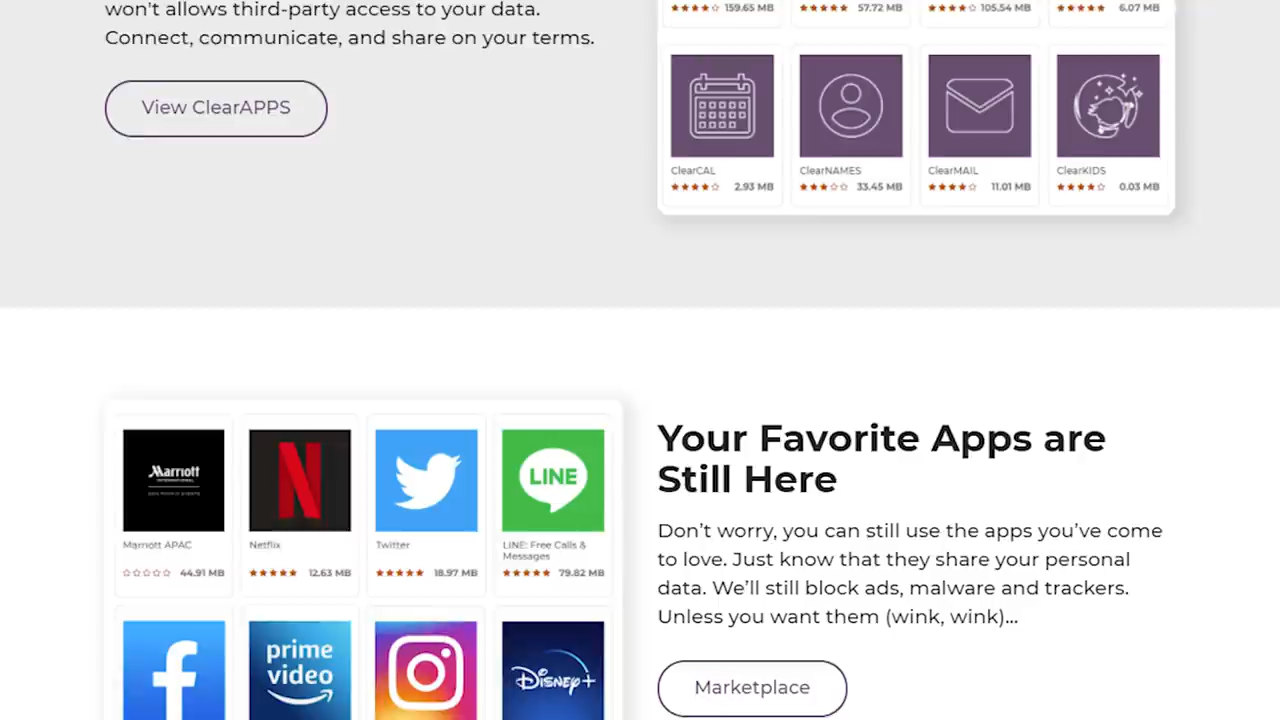 won't allows third-party access to your data.
Connect, communicate, and share on your terms.
View ClearAPPS
159.65 MB
57.72 MB
105.54 MB
6.07 MB
ClearCAL
2.93 MB
ClearNAMES
33.45 MB
ClearMAIL
11.01 MB
ClearKIDS
0.03 MB
Marriott
INTERNATIONAL
Marriott APAC
44.91 MB
Netflix
12.63 MB
Twitter
18.97 MB
LINE
LINE: Free Calls &
Messages
79.82 MB
prime
video
Disney+
Your Favorite Apps are
Still Here
Don’t worry, you can still use the apps you’ve come
to love. Just know that they share your personal
data. We’ll still block ads, malware and trackers.
Unless you want them (wink, wink)...
Marketplace